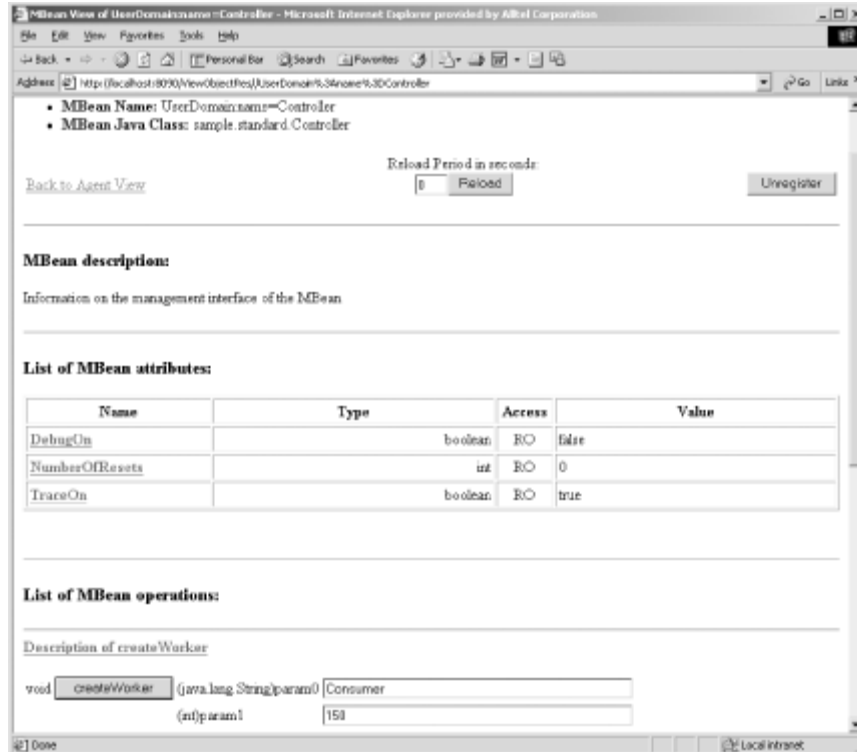 MBean View of UserDomain:name=Controller - Microsoft Internet Explorer provided by Alltel Corporation
File Edit View Favorites Tools Help
Back Personal Bar Search Favorites
Address http://localhost:8090/ViewObjectRes//UserDomain%3Aname%3DController Go Links
• MBean Name: UserDomain:name=Controller
• MBean Java Class: sample.standard.Controller
Reload Period in seconds:
Back to Agent View 0 Reload Unregister
MBean description:
Information on the management interface of the MBean
List of MBean attributes:
Name Type Access Value
DebugOn boolean RO false
NumberOfResets int RO 0
TraceOn boolean RO true
List of MBean operations:
Description of createWorker
void createWorker (java.lang.String)param0 Consumer
(int)param1 150
Done Local intranet